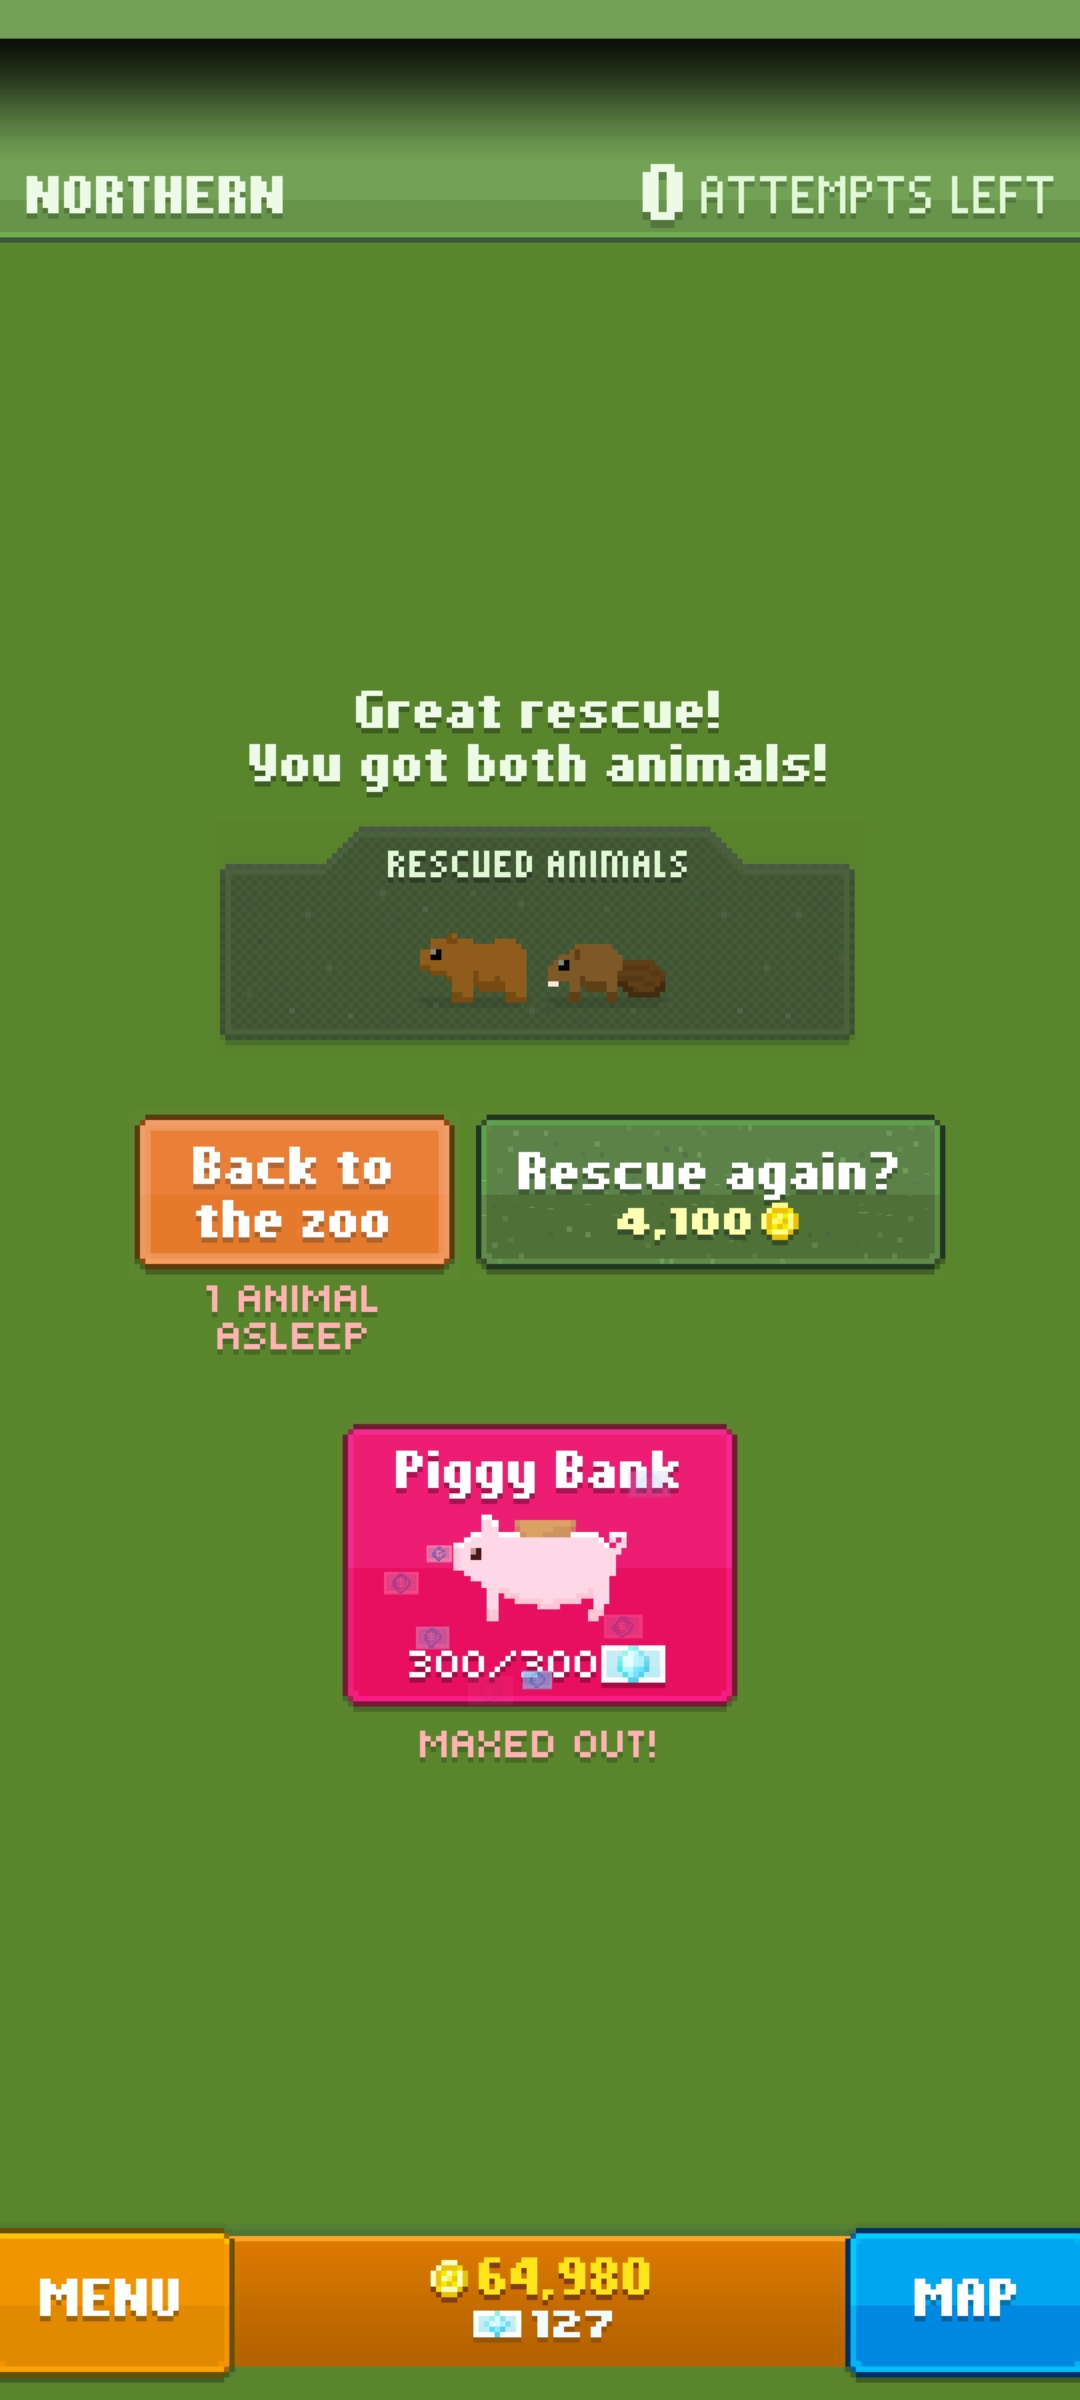 NORTHERN
0 ATTEMPTS LEFT
Great rescue!
You got both animals!
RESCUED ANIMALS
Back to
the zoo
Rescue again?
4,100
1 ANIMAL
ASLEEP
Piggy Bank
300/300
MAXED OUT!
MENU
64,980
127
MAP